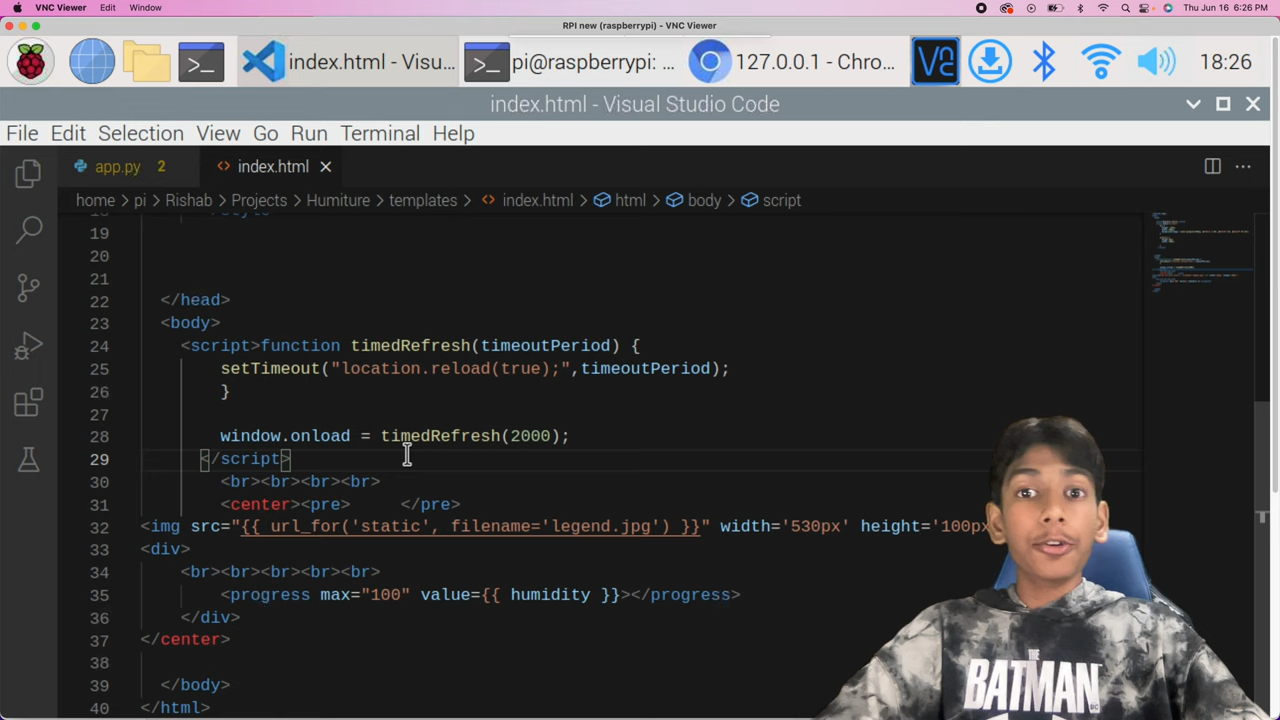 VNC Viewer Edit Window Thu Jun 16 6:26 PM
RPI new (raspberrypi) - VNC Viewer
index.html - Visual Stu... pi@raspberrypi: ... 127.0.0.1 - Chro... 18:26
index.html - Visual Studio Code
File Edit Selection View Go Run Terminal Help
app.py 2 index.html
home > pi > Rishab > Projects > Humiture > templates > index.html > html > body > script
18 </style
19
20
21
22 </head>
23 <body>
24 <script>function timedRefresh(timeoutPeriod) {
25 setTimeout("location.reload(true);",timeoutPeriod);
26 }
27
28 window.onload = timedRefresh(2000);
29 </script>
30 <br><br><br><br>
31 <center><pre> </pre>
32 <img src="{{ url_for('static', filename='legend.jpg') }}" width='530px' height='100px
33 <div>
34 <br><br><br><br>
35 <progress max="100" value={{ humidity }}></progress>
36 </div>
37 </center>
38
39 </body>
40 </html>
THE
BATMAN
DC